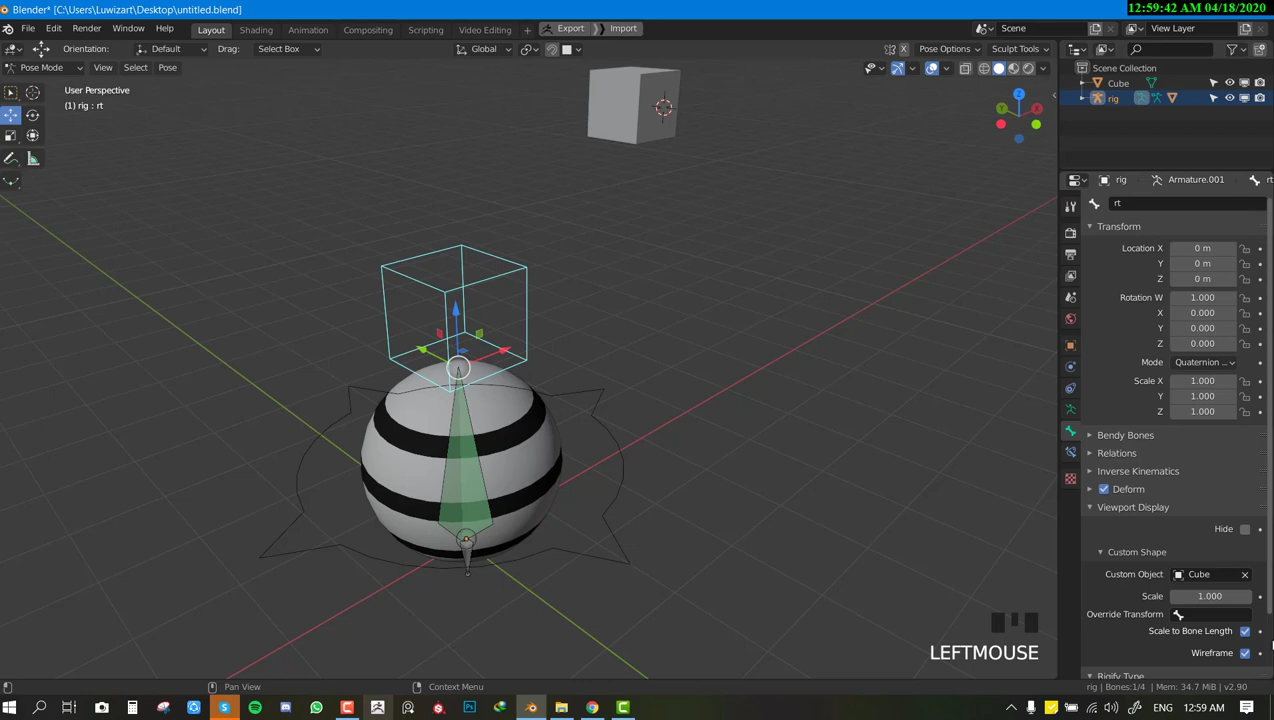 Blender* [C:\Users\Luwizart\Desktop\untitled.blend]
12:59:42 AM 04/18/2020
File Edit Render Window Help
Layout Shading Animation Compositing Scripting Video Editing + Export Import
Scene
View Layer
Orientation: Default Drag: Select Box
Global
X Pose Options Sculpt Tools
Pose Mode View Select Pose
User Perspective
(1) rig : rt
Z
Y
X
Scene Collection
Cube
rig
rig Armature.001 rt
rt
Transform
Location X 0 m
Y 0 m
Z 0 m
Rotation W 1.000
X 0.000
Y 0.000
Z 0.000
Mode Quaternion ...
Scale X 1.000
Y 1.000
Z 1.000
Bendy Bones
Relations
Inverse Kinematics
Deform
Viewport Display
Hide
Custom Shape
Custom Object Cube
Scale 1.000
Override Transform
Scale to Bone Length
Wireframe
Rigify Type
LEFTMOUSE
Pan View
Context Menu
rig | Bones:1/4 | Mem: 34.7 MiB | v2.90
ENG 12:59 AM